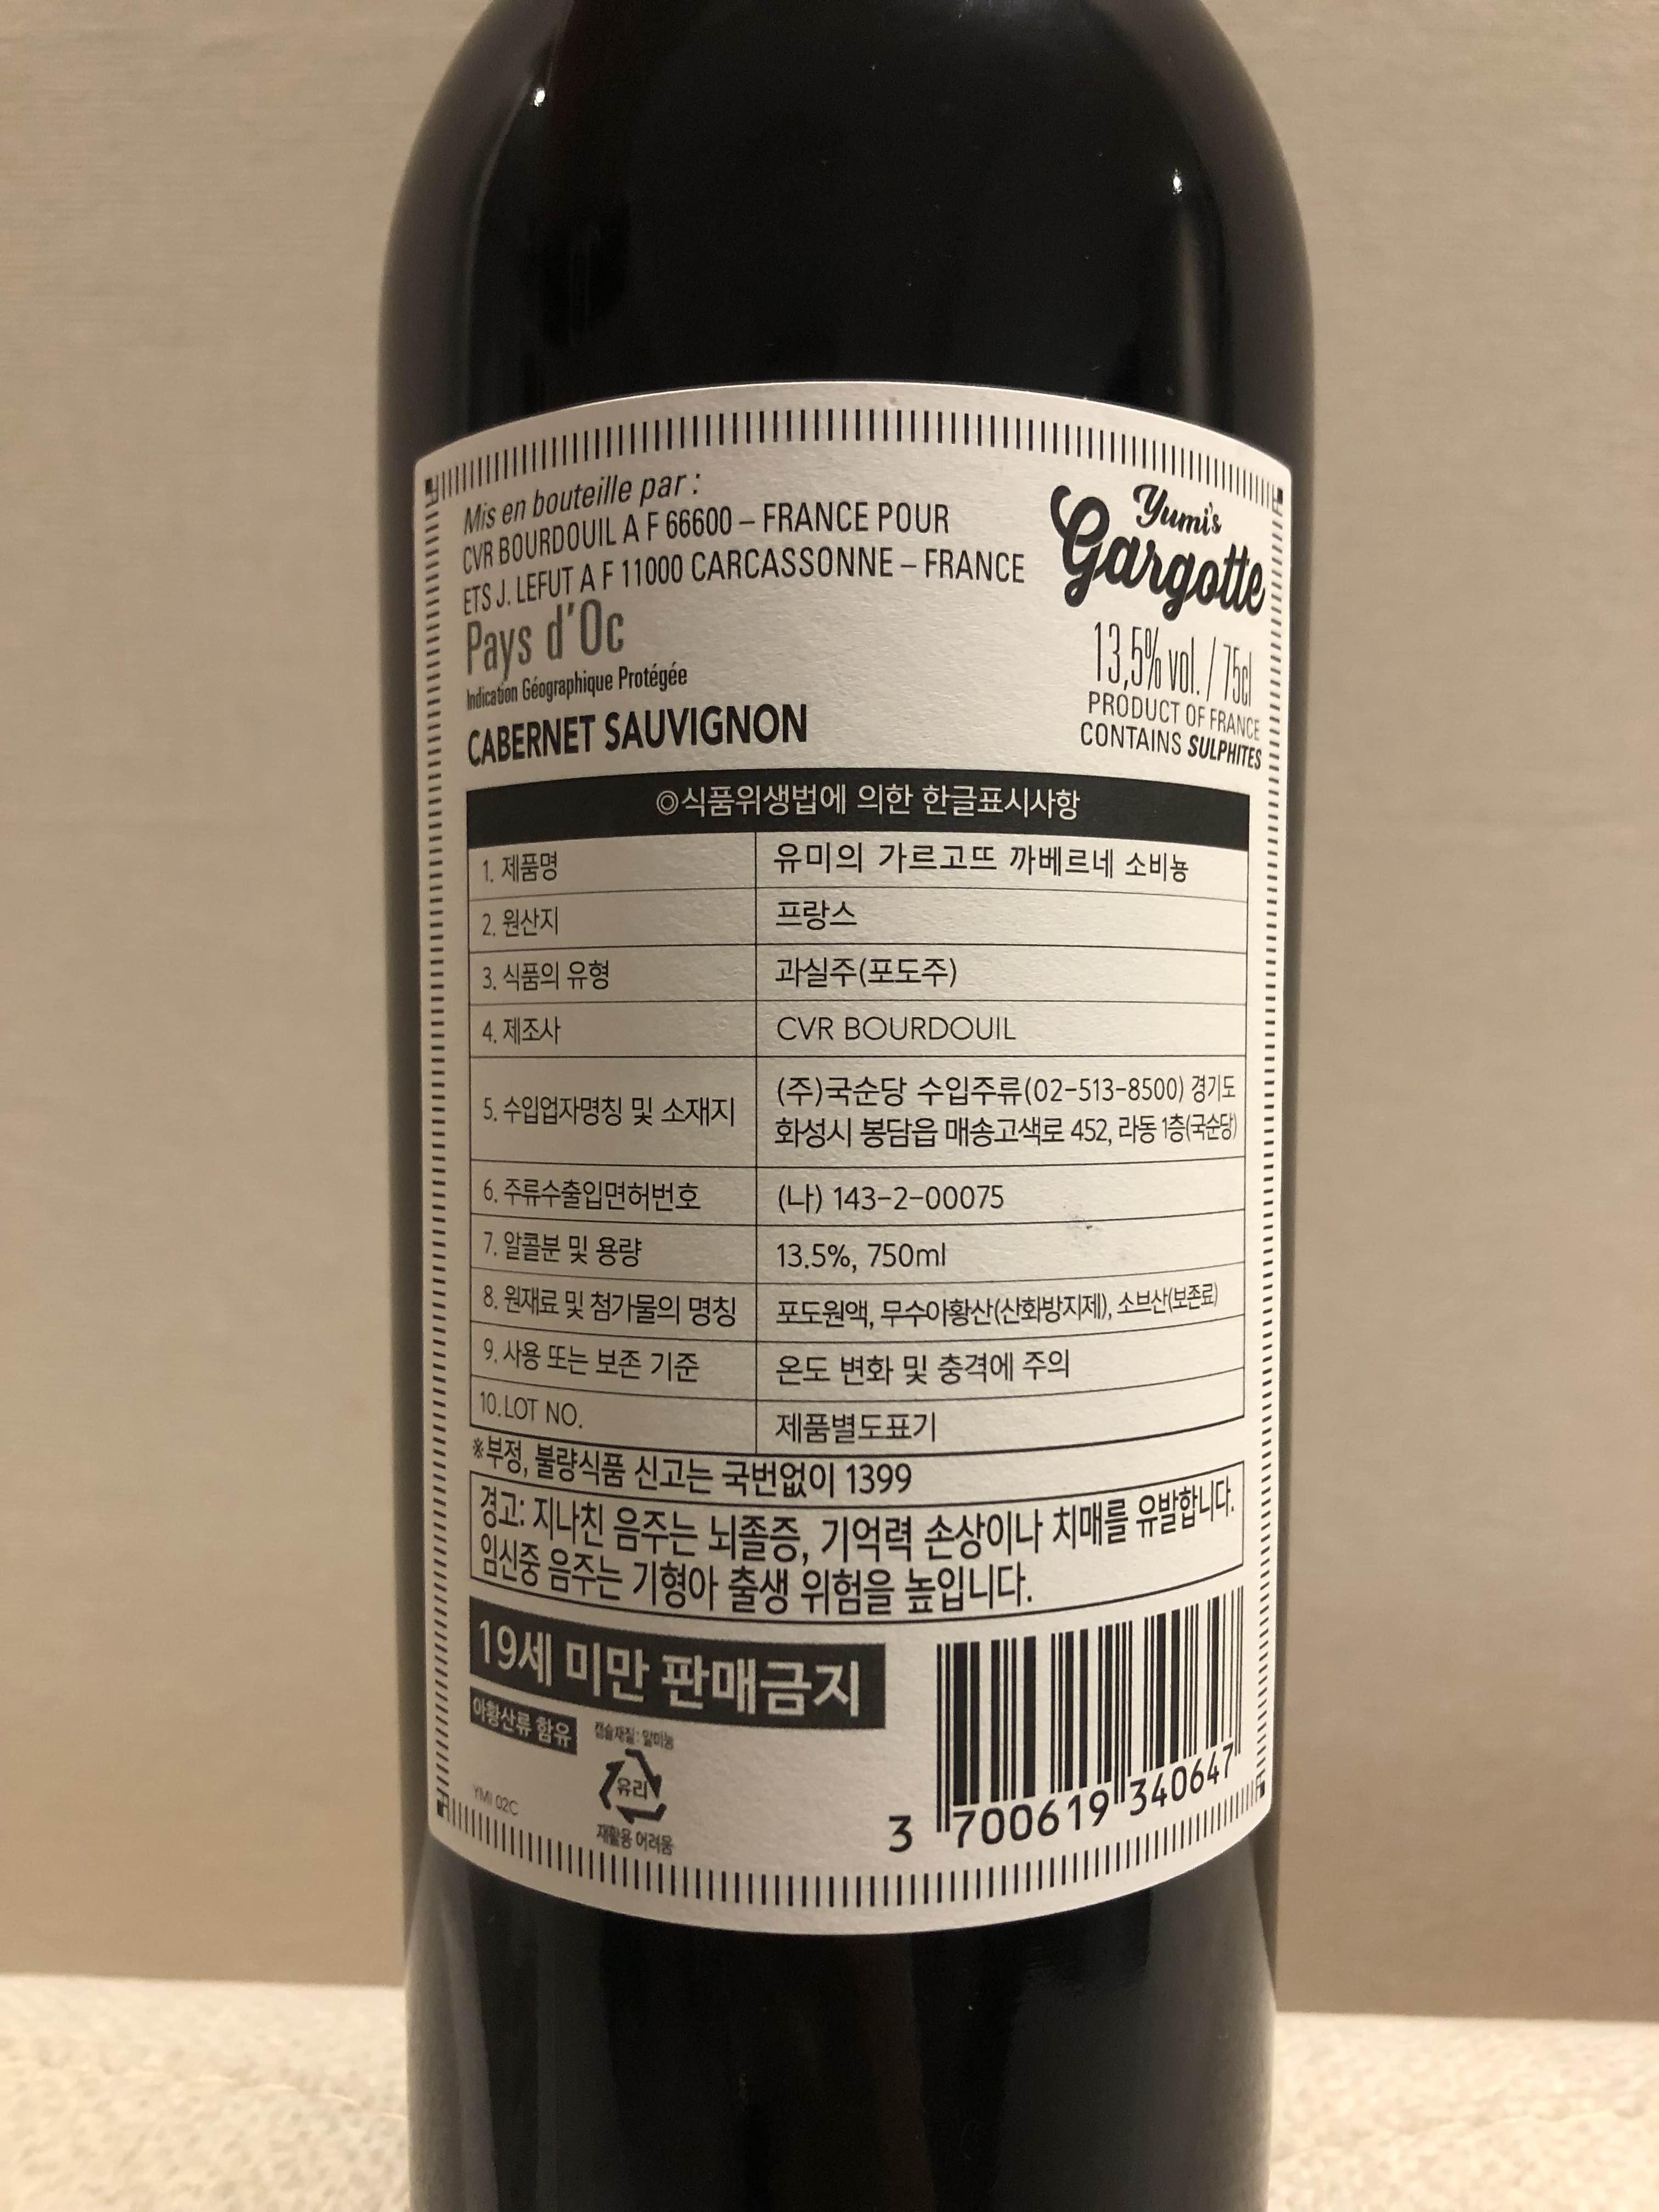 Mis en bouteille par :
CVR BOURDOUIL A F 66600 – FRANCE POUR
ETS J. LEFUT A F 11000 CARCASSONNE – FRANCE
Pays d'Oc
Indication Géographique Protégée
CABERNET SAUVIGNON
Yumi's
Gargotte
13,5% vol. / 75cl
PRODUCT OF FRANCE
CONTAINS SULPHITES
◎식품위생법에 의한 한글표시사항
1. 제품명 유미의 가르고뜨 까베르네 소비뇽
2. 원산지 프랑스
3. 식품의 유형 과실주(포도주)
4. 제조사 CVR BOURDOUIL
5. 수입업자명칭 및 소재지 (주)국순당 수입주류(02-513-8500) 경기도
화성시 봉담읍 매송고색로 452, 라동 1층(국순당)
6. 주류수출입면허번호 (나) 143-2-00075
7. 알콜분 및 용량 13.5%, 750ml
8. 원재료 및 첨가물의 명칭 포도원액, 무수아황산(산화방지제), 소브산(보존료)
9. 사용 또는 보존 기준 온도 변화 및 충격에 주의
10. LOT NO. 제품별도표기
※부정, 불량식품 신고는 국번없이 1399
경고: 지나친 음주는 뇌졸증, 기억력 손상이나 치매를 유발합니다.
임신중 음주는 기형아 출생 위험을 높입니다.
19세 미만 판매금지
아황산류 함유
캡슐재질: 알미늄
유리
재활용 어려움
YMI 02C
3 700619 340647